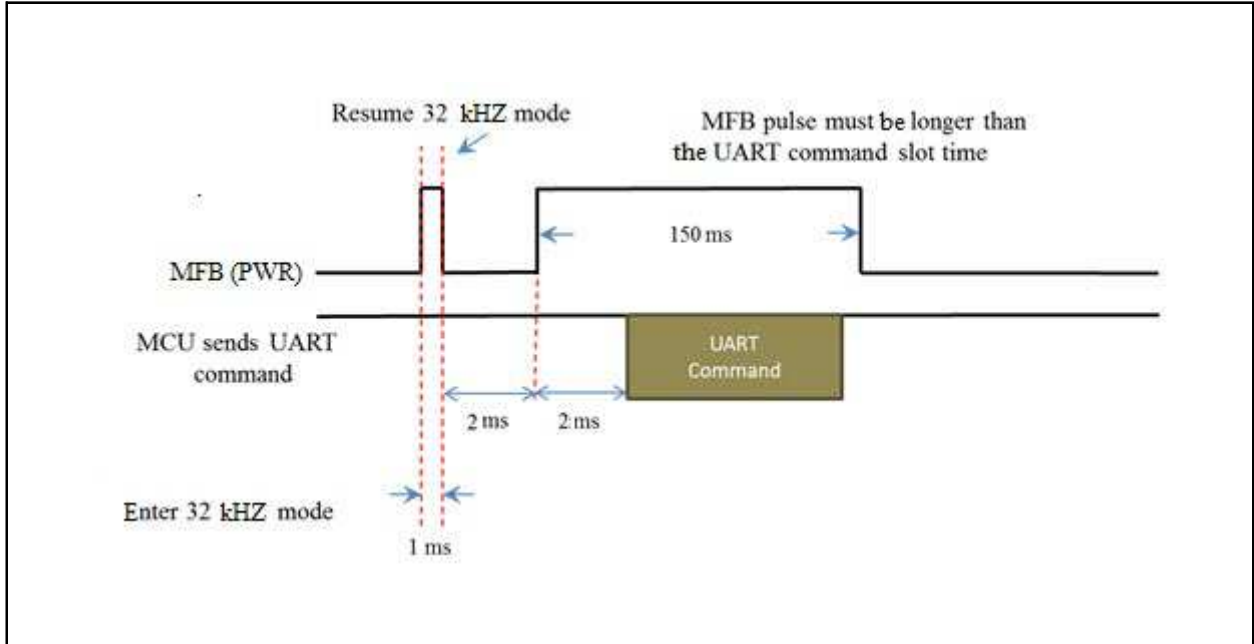 Resume 32 kHZ mode
MFB pulse must be longer than
the UART command slot time
150 ms
MFB (PWR)
MCU sends UART
command
UART
Command
2 ms
2 ms
Enter 32 kHZ mode
1 ms